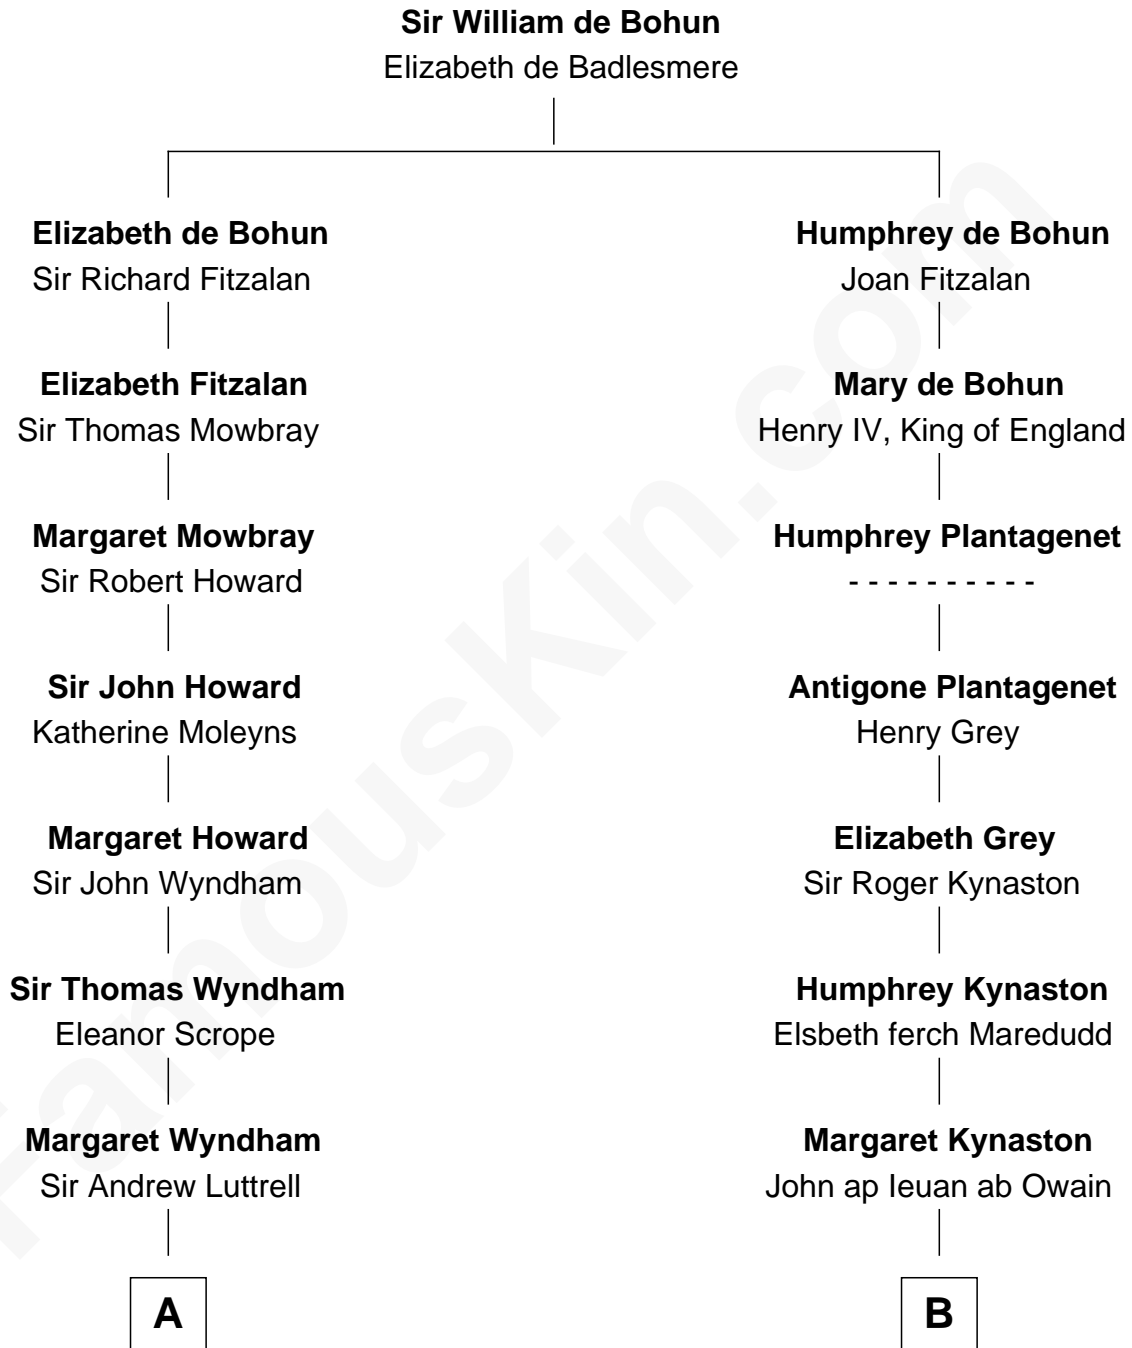 Sir William de Bohun
Elizabeth de Badlesmere
Elizabeth de Bohun
Sir Richard Fitzalan
Humphrey de Bohun
Joan Fitzalan
Elizabeth Fitzalan
Sir Thomas Mowbray
Mary de Bohun
Henry IV, King of England
Margaret Mowbray
Sir Robert Howard
Humphrey Plantagenet
- - - - - - - - - -
Sir John Howard
Katherine Moleyns
Antigone Plantagenet
Henry Grey
Margaret Howard
Sir John Wyndham
Elizabeth Grey
Sir Roger Kynaston
Sir Thomas Wyndham
Eleanor Scrope
Humphrey Kynaston
Elsbeth ferch Maredudd
Margaret Wyndham
Sir Andrew Luttrell
Margaret Kynaston
John ap Ieuan ab Owain
A
B
FamousKin.com